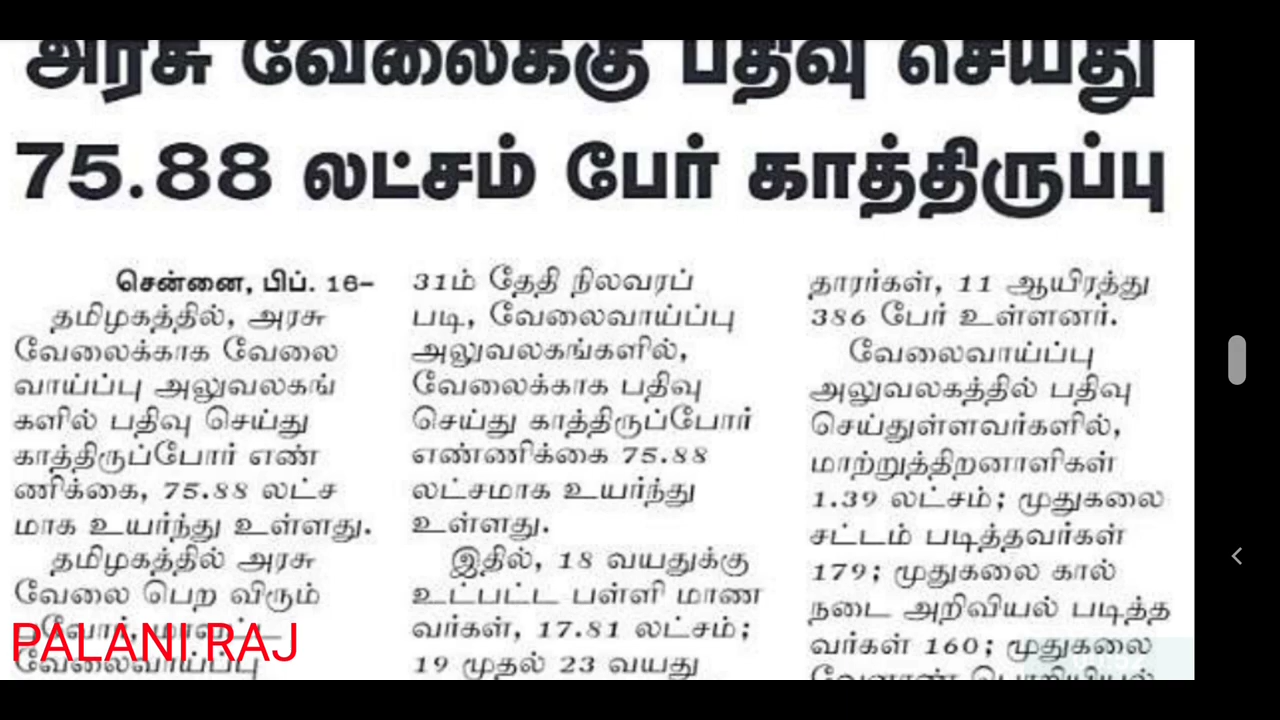 அரசு வேலைக்கு பதிவு செய்து
75.88 லட்சம் பேர் காத்திருப்பு
சென்னை, பிப். 16–
தமிழகத்தில், அரசு
வேலைக்காக வேலை
வாய்ப்பு அலுவலகங்
களில் பதிவு செய்து
காத்திருப்போர் எண்
ணிக்கை, 75.88 லட்ச
மாக உயர்ந்து உள்ளது.
தமிழகத்தில் அரசு
வேலை பெற விரும்
வேலைவாய்ப்பு
31ம் தேதி நிலவரப்
படி, வேலைவாய்ப்பு
அலுவலகங்களில்,
வேலைக்காக பதிவு
செய்து காத்திருப்போர்
எண்ணிக்கை 75.88
லட்சமாக உயர்ந்து
உள்ளது.
இதில், 18 வயதுக்கு
உட்பட்ட பள்ளி மாண
வர்கள், 17.81 லட்சம்;
19 முதல் 23 வயது
தாரர்கள், 11 ஆயிரத்து
386 பேர் உள்ளனர்.
வேலைவாய்ப்பு
அலுவலகத்தில் பதிவு
செய்துள்ளவர்களில்,
மாற்றுத்திறனாளிகள்
1.39 லட்சம்; முதுகலை
சட்டம் படித்தவர்கள்
179; முதுகலை கால்
நடை அறிவியல் படித்த
வர்கள் 160; முதுகலை
PALANI RAJ